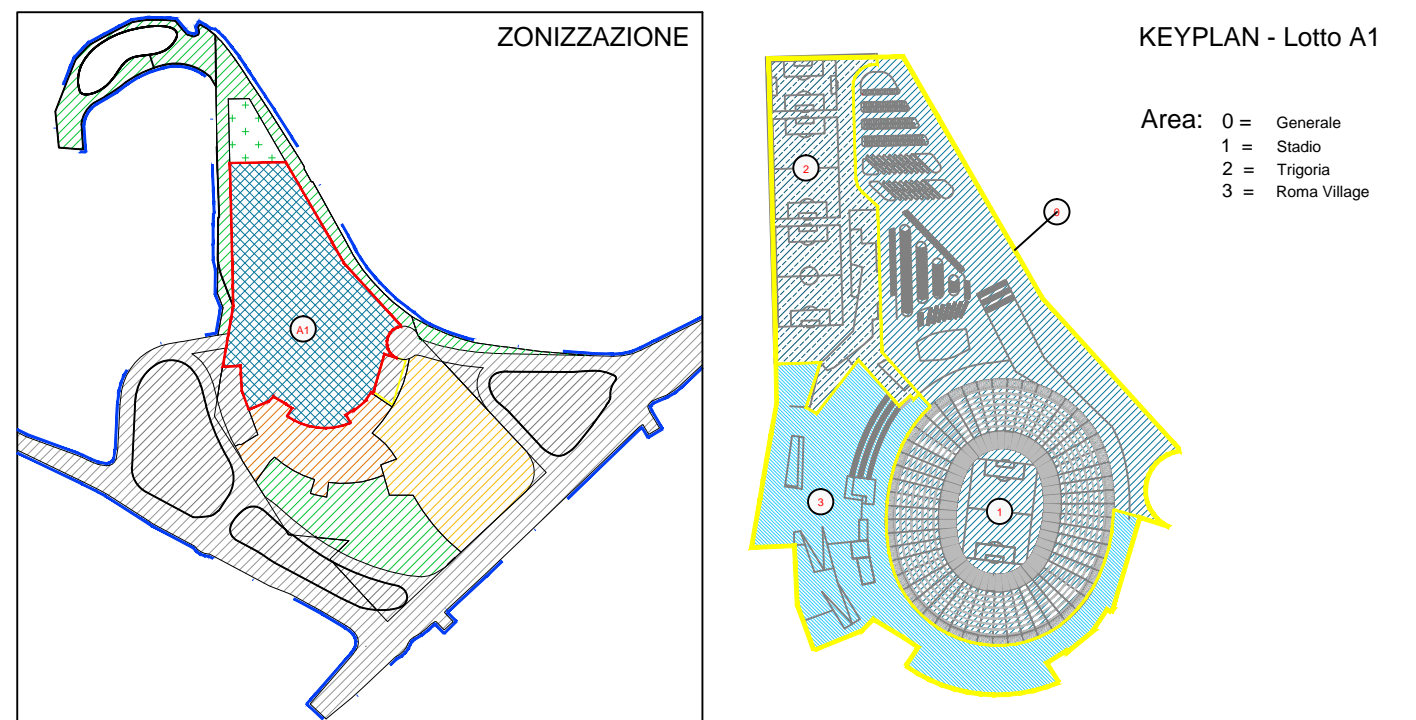 ZONIZZAZIONE
A1
KEYPLAN - Lotto A1
Area: 0 = Generale
1 = Stadio
2 = Trigoria
3 = Roma Village
2
0
3
1